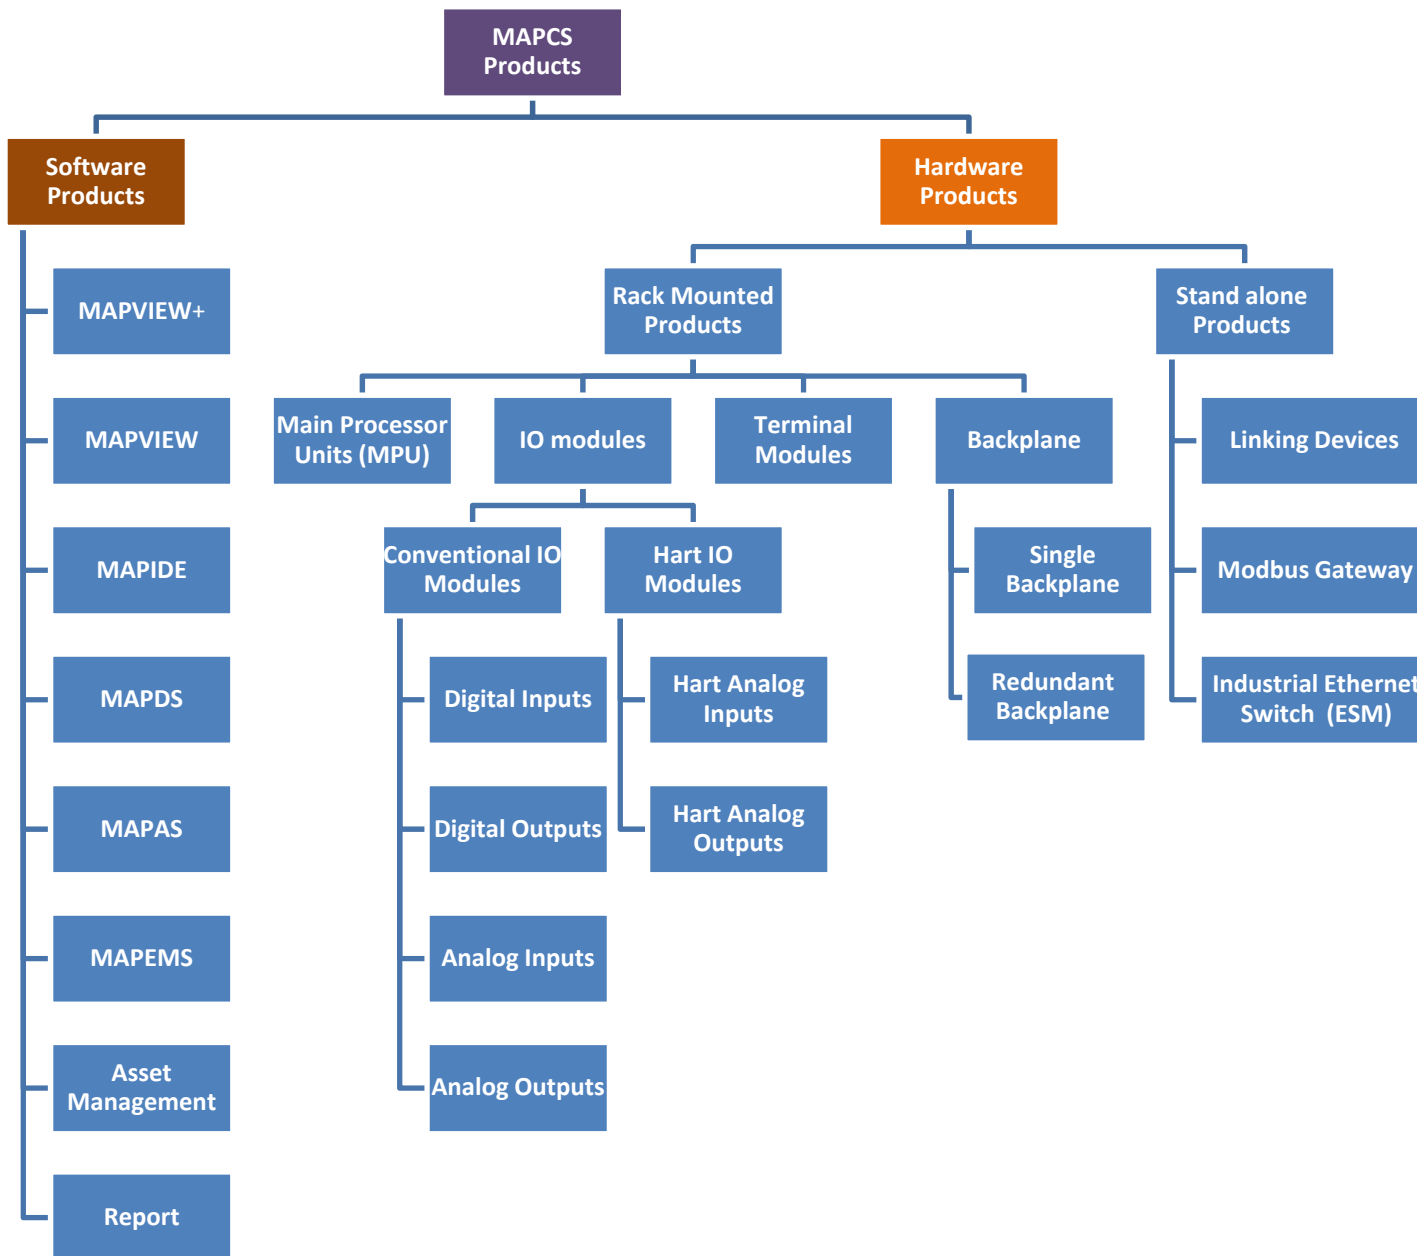 MAPCS
Products
Software
Products
Hardware
Products
MAPVIEW+
Rack Mounted
Products
Stand alone
Products
MAPVIEW
Main Processor
Units (MPU)
IO modules
Terminal
Modules
Backplane
Linking Devices
MAPIDE
Conventional IO
Modules
Hart IO
Modules
Single
Backplane
Modbus Gateway
MAPDS
Digital Inputs
Hart Analog
Inputs
Redundant
Backplane
Industrial Ethernet
Switch (ESM)
MAPAS
Digital Outputs
Hart Analog
Outputs
MAPEMS
Analog Inputs
Asset
Management
Analog Outputs
Report